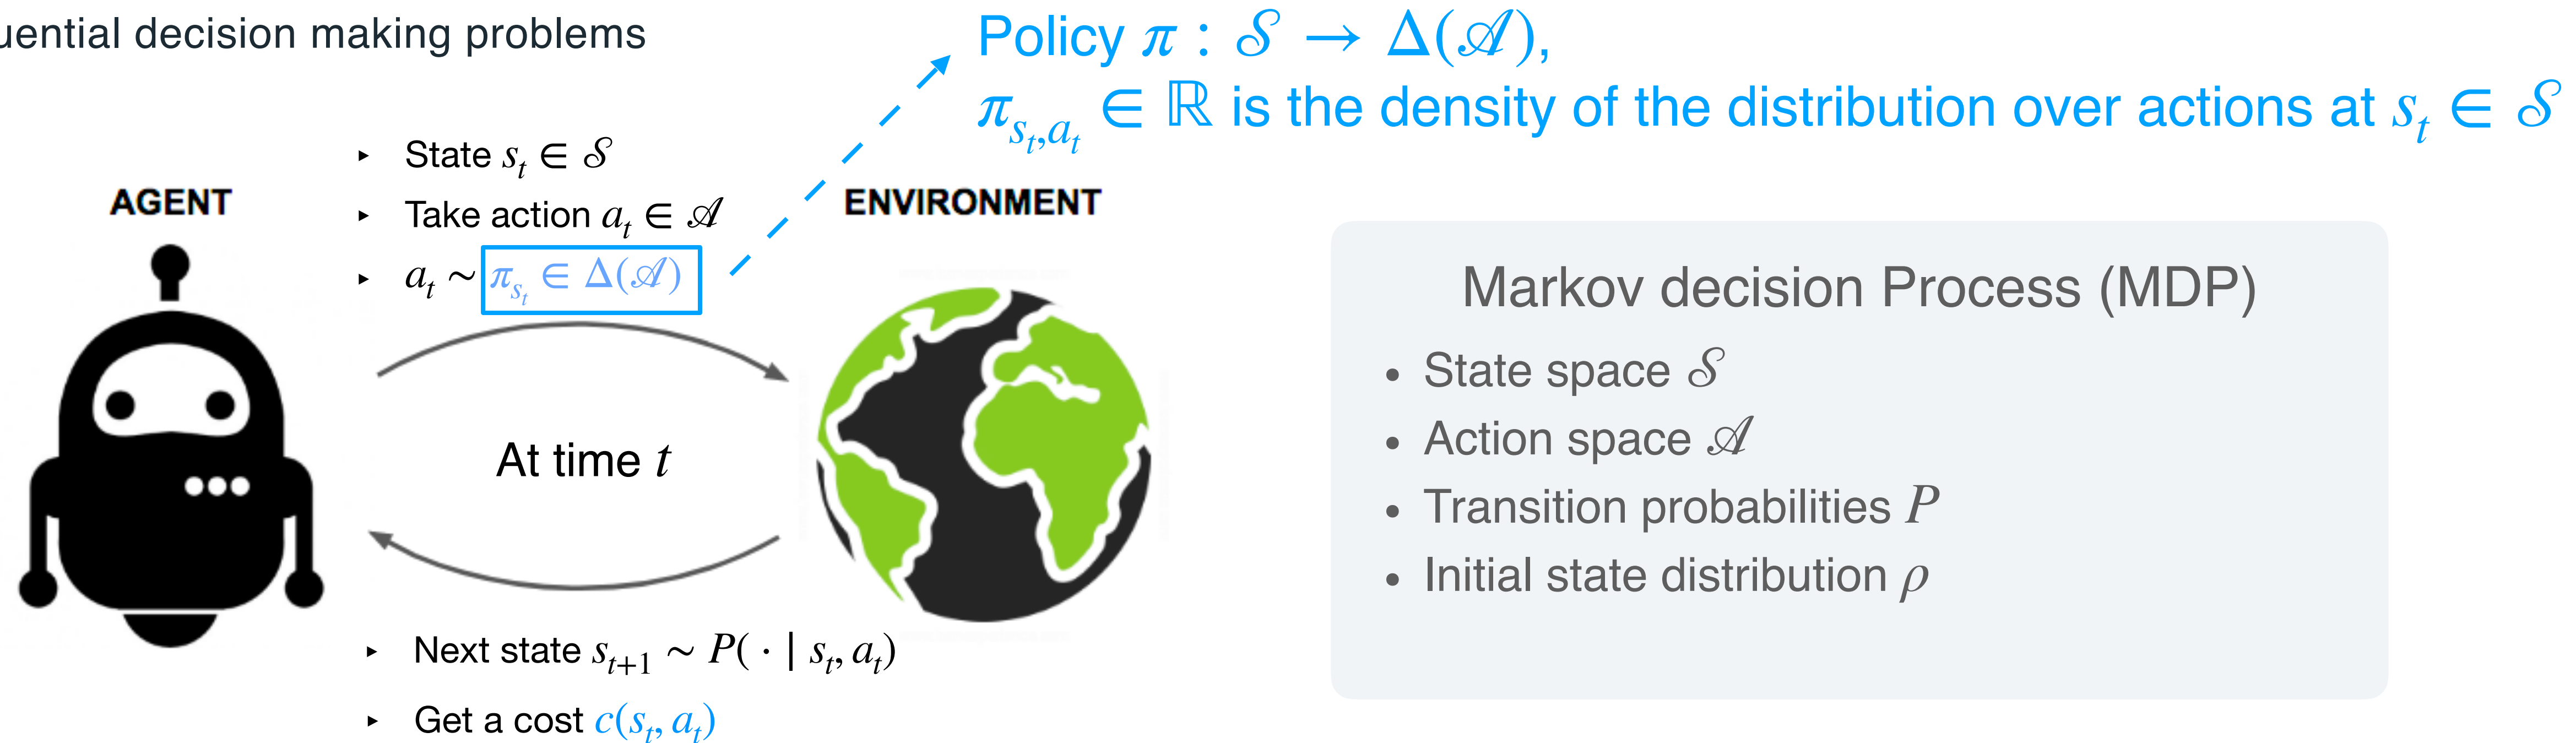 uential decision making problems
Policy π : 𝒮 → Δ(𝒜),
π_{s_t,a_t} ∈ ℝ is the density of the distribution over actions at s_t ∈ 𝒮
‣ State s_t ∈ 𝒮
AGENT
‣ Take action a_t ∈ 𝒜
ENVIRONMENT
‣ a_t ∼ π_{s_t} ∈ Δ(𝒜)
At time t
‣ Next state s_{t+1} ∼ P( · | s_t, a_t)
‣ Get a cost c(s_t, a_t)
Markov decision Process (MDP)
• State space 𝒮
• Action space 𝒜
• Transition probabilities P
• Initial state distribution ρ